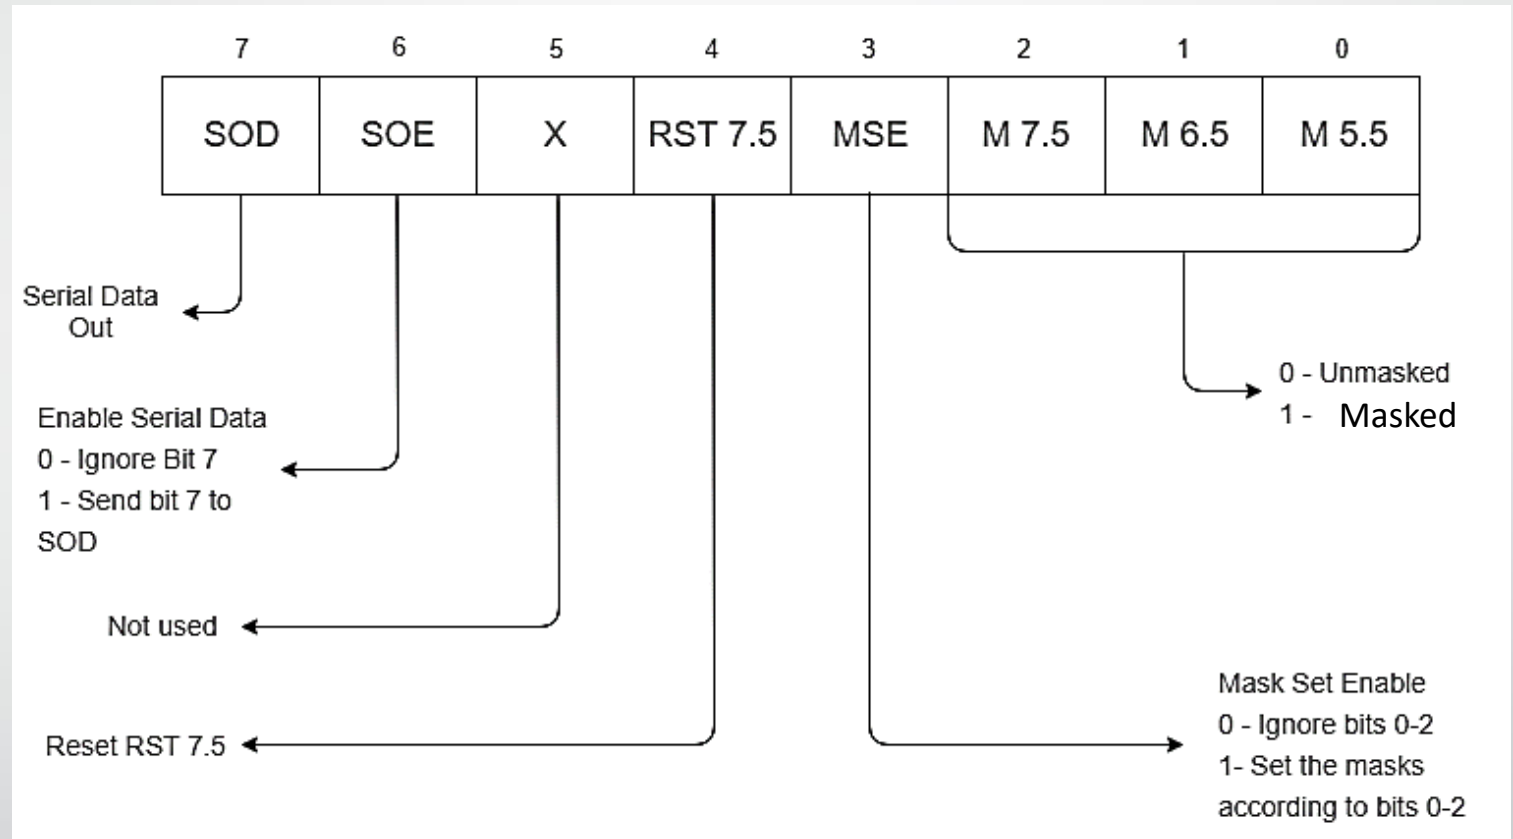 7 6 5 4 3 2 1 0
SOD SOE X RST 7.5 MSE M 7.5 M 6.5 M 5.5
Serial Data
Out
Enable Serial Data
0 - Ignore Bit 7
1 - Send bit 7 to
SOD
Not used
Reset RST 7.5
0 - Unmasked
1 - Masked
Mask Set Enable
0 - Ignore bits 0-2
1- Set the masks
according to bits 0-2